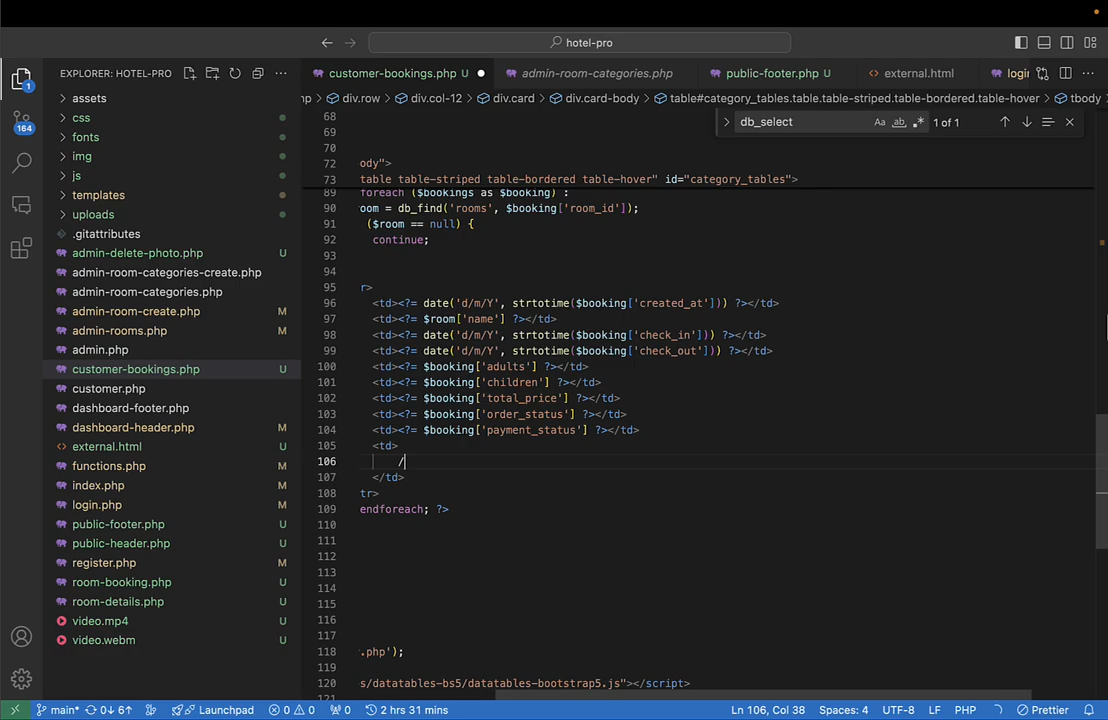 hotel-pro
EXPLORER: HOTEL-PRO
customer-bookings.php U
admin-room-categories.php
public-footer.php U
external.html
login
np > div.row > div.col-12 > div.card > div.card-body > table#category_tables.table.table-striped.table-bordered.table-hover > tbody
db_select
Aa
ab
.*
1 of 1
1
164
assets
css
fonts
img
js
templates
uploads
.gitattributes
admin-delete-photo.php U
admin-room-categories-create.php
admin-room-categories.php
admin-room-create.php M
admin-rooms.php M
admin.php
customer-bookings.php U
customer.php
dashboard-footer.php
dashboard-header.php M
external.html U
functions.php M
index.php M
login.php M
public-footer.php U
public-header.php U
register.php M
room-booking.php U
room-details.php U
video.mp4 U
video.webm U
68
69
70
72 ody">
73 table table-striped table-bordered table-hover" id="category_tables">
89 foreach ($bookings as $booking) :
90 oom = db_find('rooms', $booking['room_id']);
91 ($room == null) {
92 continue;
93
94
95 r>
96 <td><?= date('d/m/Y', strtotime($booking['created_at'])) ?></td>
97 <td><?= $room['name'] ?></td>
98 <td><?= date('d/m/Y', strtotime($booking['check_in'])) ?></td>
99 <td><?= date('d/m/Y', strtotime($booking['check_out'])) ?></td>
100 <td><?= $booking['adults'] ?></td>
101 <td><?= $booking['children'] ?></td>
102 <td><?= $booking['total_price'] ?></td>
103 <td><?= $booking['order_status'] ?></td>
104 <td><?= $booking['payment_status'] ?></td>
105 <td>
106 /
107 </td>
108 tr>
109 endforeach; ?>
110
111
112
113
114
115
116
117
118 .php');
119
120 s/datatables-bs5/datatables-bootstrap5.js"></script>
121
main* 0↓ 6↑ Launchpad 0 0 0 2 hrs 31 mins Ln 106, Col 38 Spaces: 4 UTF-8 LF PHP Prettier